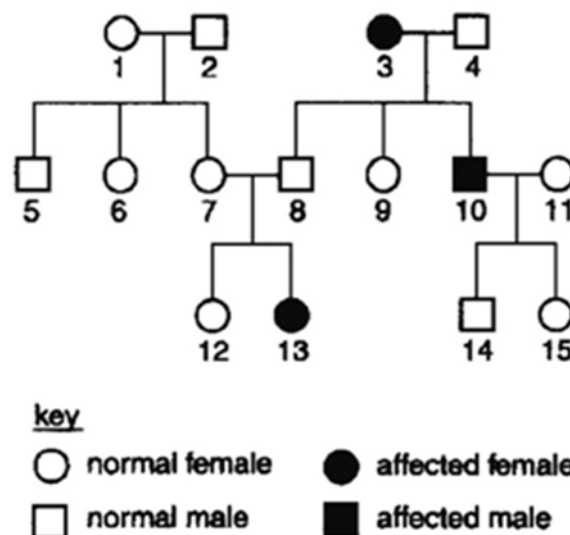 1 2 3 4
5 6 7 8 9 10 11
12 13 14 15
key
normal female affected female
normal male affected male